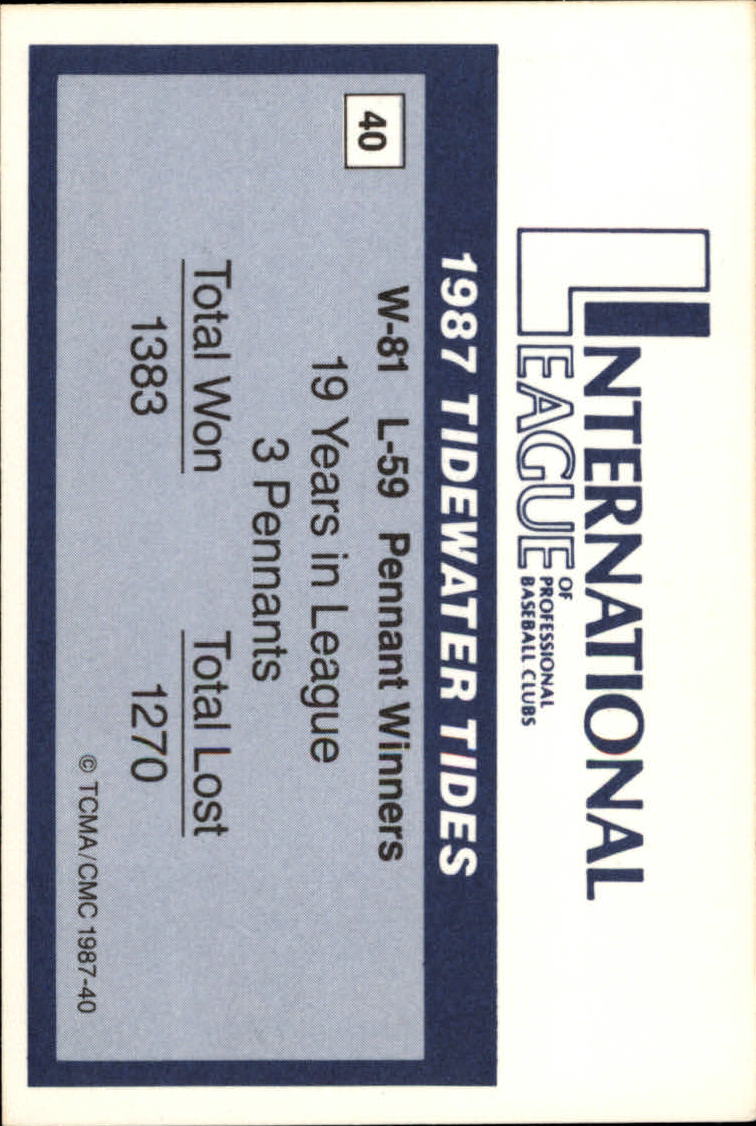 INTERNATIONAL
LEAGUE OF PROFESSIONAL BASEBALL CLUBS
1987 TIDEWATER TIDES
40
W-81 L-59 Pennant Winners
19 Years in League
3 Pennants
Total Won Total Lost
1383 1270
© TCMA/CMC 1987-40